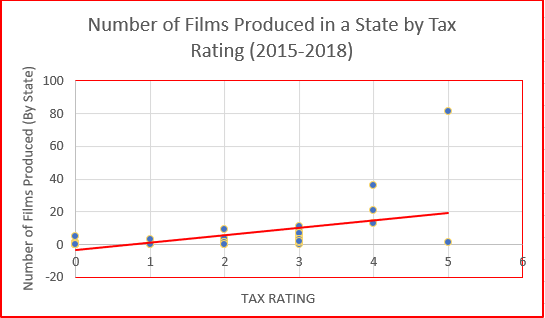 Number of Films Produced in a State by Tax
Rating (2015-2018)
Number of Films Produced (By State)
100
80
60
40
20
0
-20
0 1 2 3 4 5 6
TAX RATING